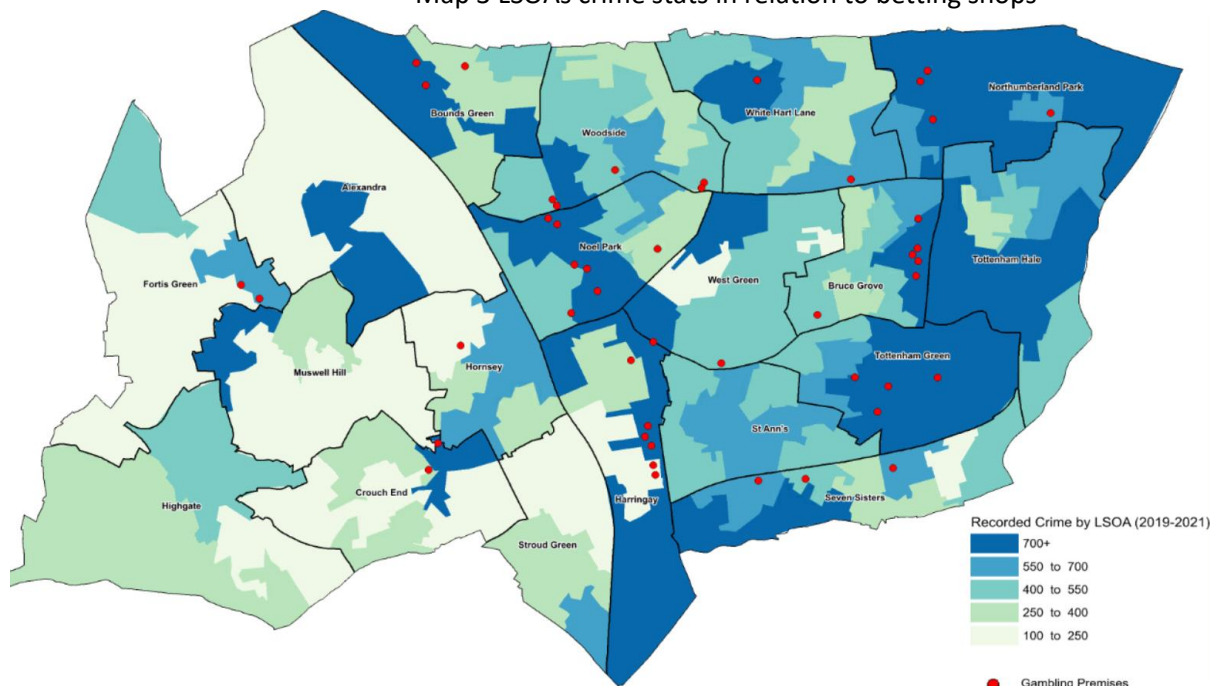 Map 3 LSOAs crime stats in relation to betting shops
Northumberland Park
Bounds Green
White Hart Lane
Woodside
Alexandra
Noel Park
Tottenham Hale
West Green
Fortis Green
Bruce Grove
Tottenham Green
Hornsey
Muswell Hill
St Ann's
Crouch End
Seven Sisters
Harringay
Highgate
Stroud Green
Recorded Crime by LSOA (2019-2021)
700+
550 to 700
400 to 550
250 to 400
100 to 250
Gambling Premises